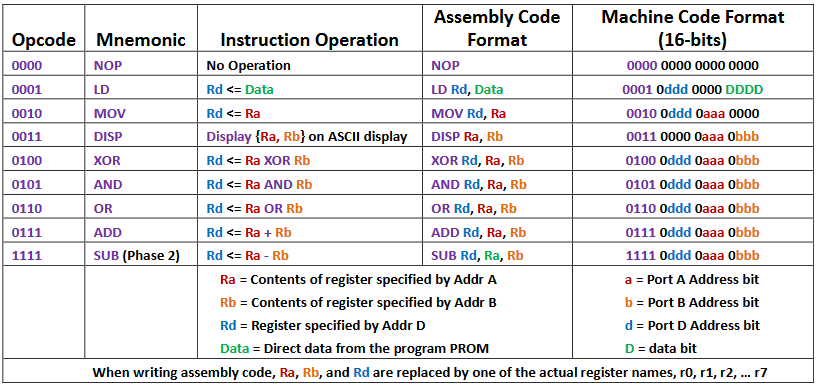 Opcode Mnemonic Instruction Operation Assembly Code Format Machine Code Format (16-bits)
0000 NOP No Operation NOP 0000 0000 0000 0000
0001 LD Rd <= Data LD Rd, Data 0001 0ddd 0000 DDDD
0010 MOV Rd <= Ra MOV Rd, Ra 0010 0ddd 0aaa 0000
0011 DISP Display {Ra, Rb} on ASCII display DISP Ra, Rb 0011 0000 0aaa 0bbb
0100 XOR Rd <= Ra XOR Rb XOR Rd, Ra, Rb 0100 0ddd 0aaa 0bbb
0101 AND Rd <= Ra AND Rb AND Rd, Ra, Rb 0101 0ddd 0aaa 0bbb
0110 OR Rd <= Ra OR Rb OR Rd, Ra, Rb 0110 0ddd 0aaa 0bbb
0111 ADD Rd <= Ra + Rb ADD Rd, Ra, Rb 0111 0ddd 0aaa 0bbb
1111 SUB (Phase 2) Rd <= Ra - Rb SUB Rd, Ra, Rb 1111 0ddd 0aaa 0bbb
Ra = Contents of register specified by Addr A a = Port A Address bit
Rb = Contents of register specified by Addr B b = Port B Address bit
Rd = Register specified by Addr D d = Port D Address bit
Data = Direct data from the program PROM D = data bit
When writing assembly code, Ra, Rb, and Rd are replaced by one of the actual register names, r0, r1, r2, … r7